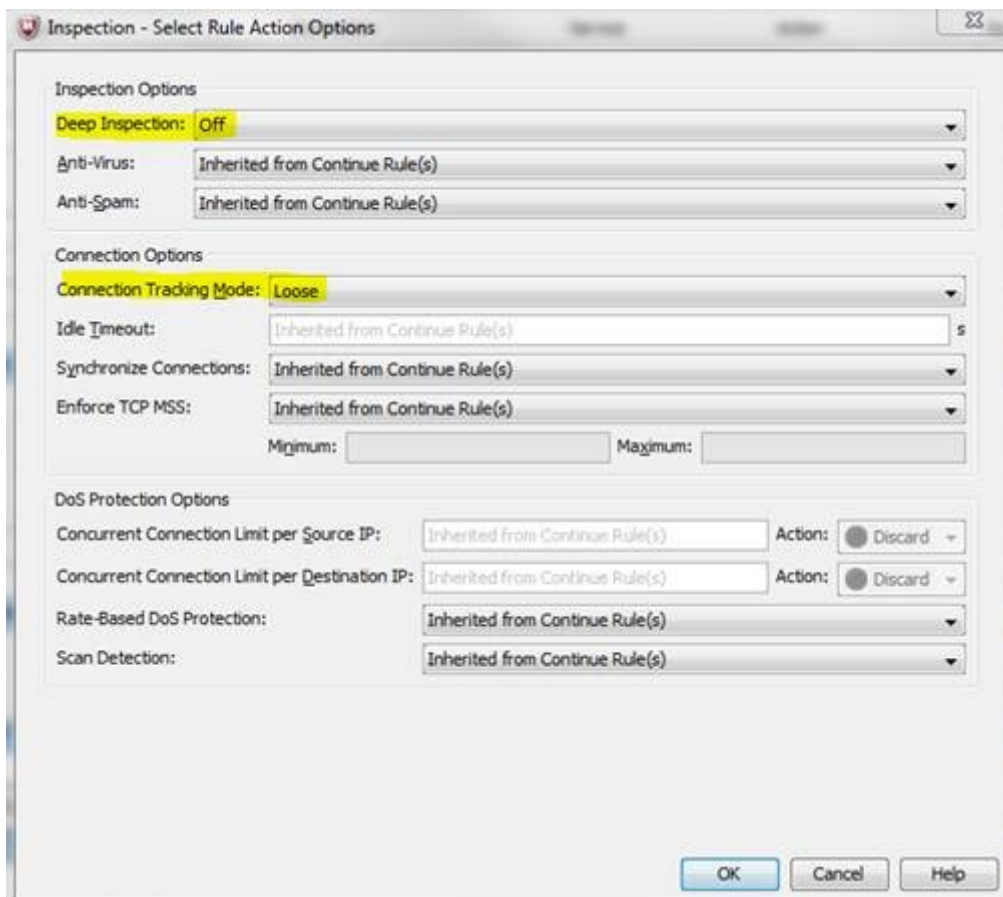 Inspection - Select Rule Action Options
Inspection Options
Deep Inspection: Off
Anti-Virus: Inherited from Continue Rule(s)
Anti-Spam: Inherited from Continue Rule(s)
Connection Options
Connection Tracking Mode: Loose
Idle Timeout: Inherited from Continue Rule(s) s
Synchronize Connections: Inherited from Continue Rule(s)
Enforce TCP MSS: Inherited from Continue Rule(s)
Minimum: Maximum:
DoS Protection Options
Concurrent Connection Limit per Source IP: Inherited from Continue Rule(s) Action: Discard
Concurrent Connection Limit per Destination IP: Inherited from Continue Rule(s) Action: Discard
Rate-Based DoS Protection: Inherited from Continue Rule(s)
Scan Detection: Inherited from Continue Rule(s)
OK Cancel Help